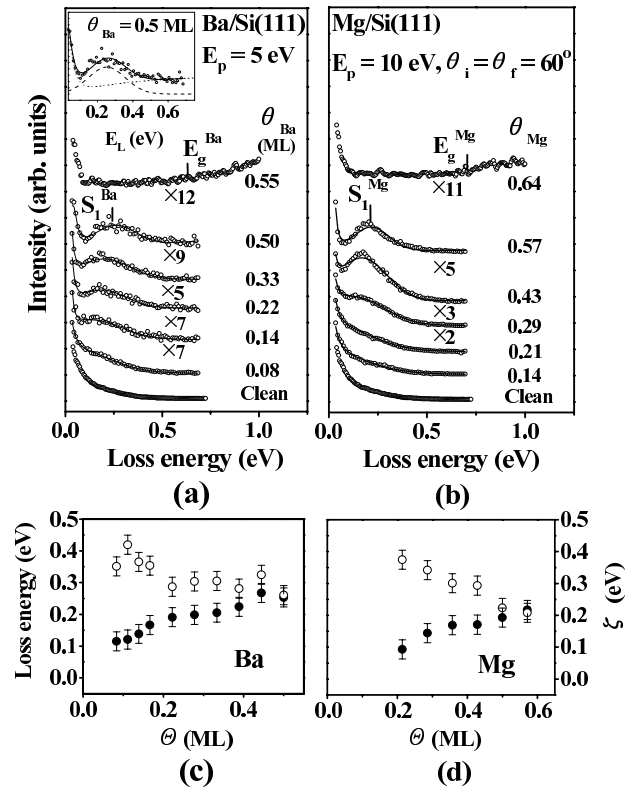 θ Ba = 0.5 ML
0.2 0.4 0.6
E_L (eV)
Ba/Si(111)
E_p = 5 eV
θ Ba (ML)
E_g Ba
0.55
×12
S_1 Ba
0.50
×9
0.33
×5
0.22
×7
0.14
×7
0.08
Clean
Intensity (arb. units)
0.0 0.5 1.0
Loss energy (eV)
(a)
Mg/Si(111)
E_p = 10 eV, θ_i = θ_f = 60°
θ Mg
E_g Mg
0.64
×11
S_1 Mg
0.57
×5
0.43
×3
0.29
×2
0.21
0.14
Clean
0.0 0.5 1.0
Loss energy (eV)
(b)
Loss energy (eV)
0.5
0.4
0.3
0.2
0.1
0.0
Ba
0.0 0.2 0.4
Θ (ML)
(c)
Mg
0.0 0.2 0.4 0.6
Θ (ML)
(d)
0.5
0.4
0.3
0.2
0.1
0.0
ζ (eV)